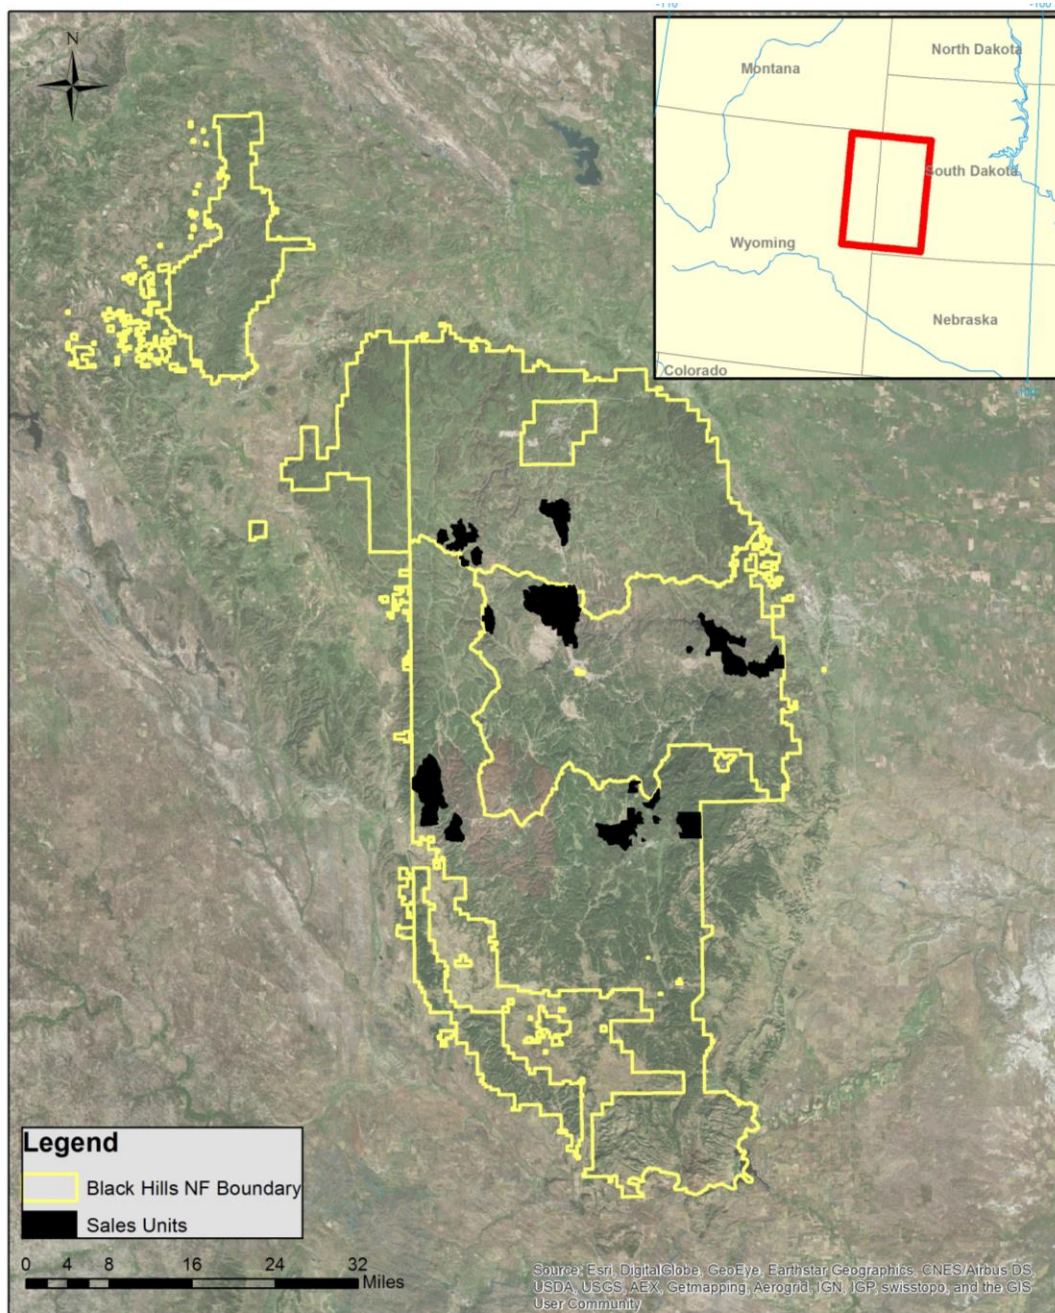 -110
-100
N
North Dakota
Montana
South Dakota
Wyoming
Nebraska
Colorado
Legend
Black Hills NF Boundary
Sales Units
0 4 8 16 24 32
Miles
Source: Esri, DigitalGlobe, GeoEye, Earthstar Geographics, CNES/Airbus DS,
USDA, USGS, AEX, Getmapping, Aerogrid, IGN, IGP, swisstopo, and the GIS
User Community